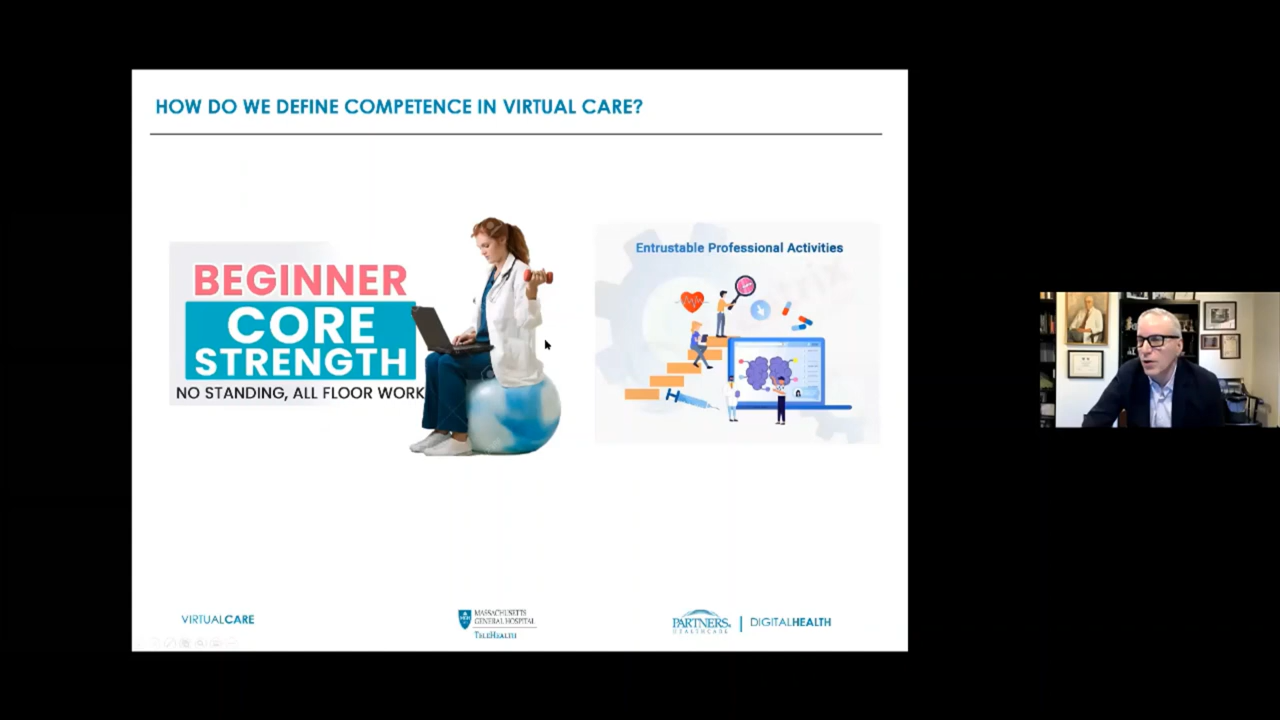 HOW DO WE DEFINE COMPETENCE IN VIRTUAL CARE?
BEGINNER
CORE
STRENGTH
NO STANDING, ALL FLOOR WORK
Entrustable Professional Activities
VIRTUALCARE
MASSACHUSETTS
GENERAL HOSPITAL
TELEHEALTH
PARTNERS
HEALTHCARE
DIGITALHEALTH